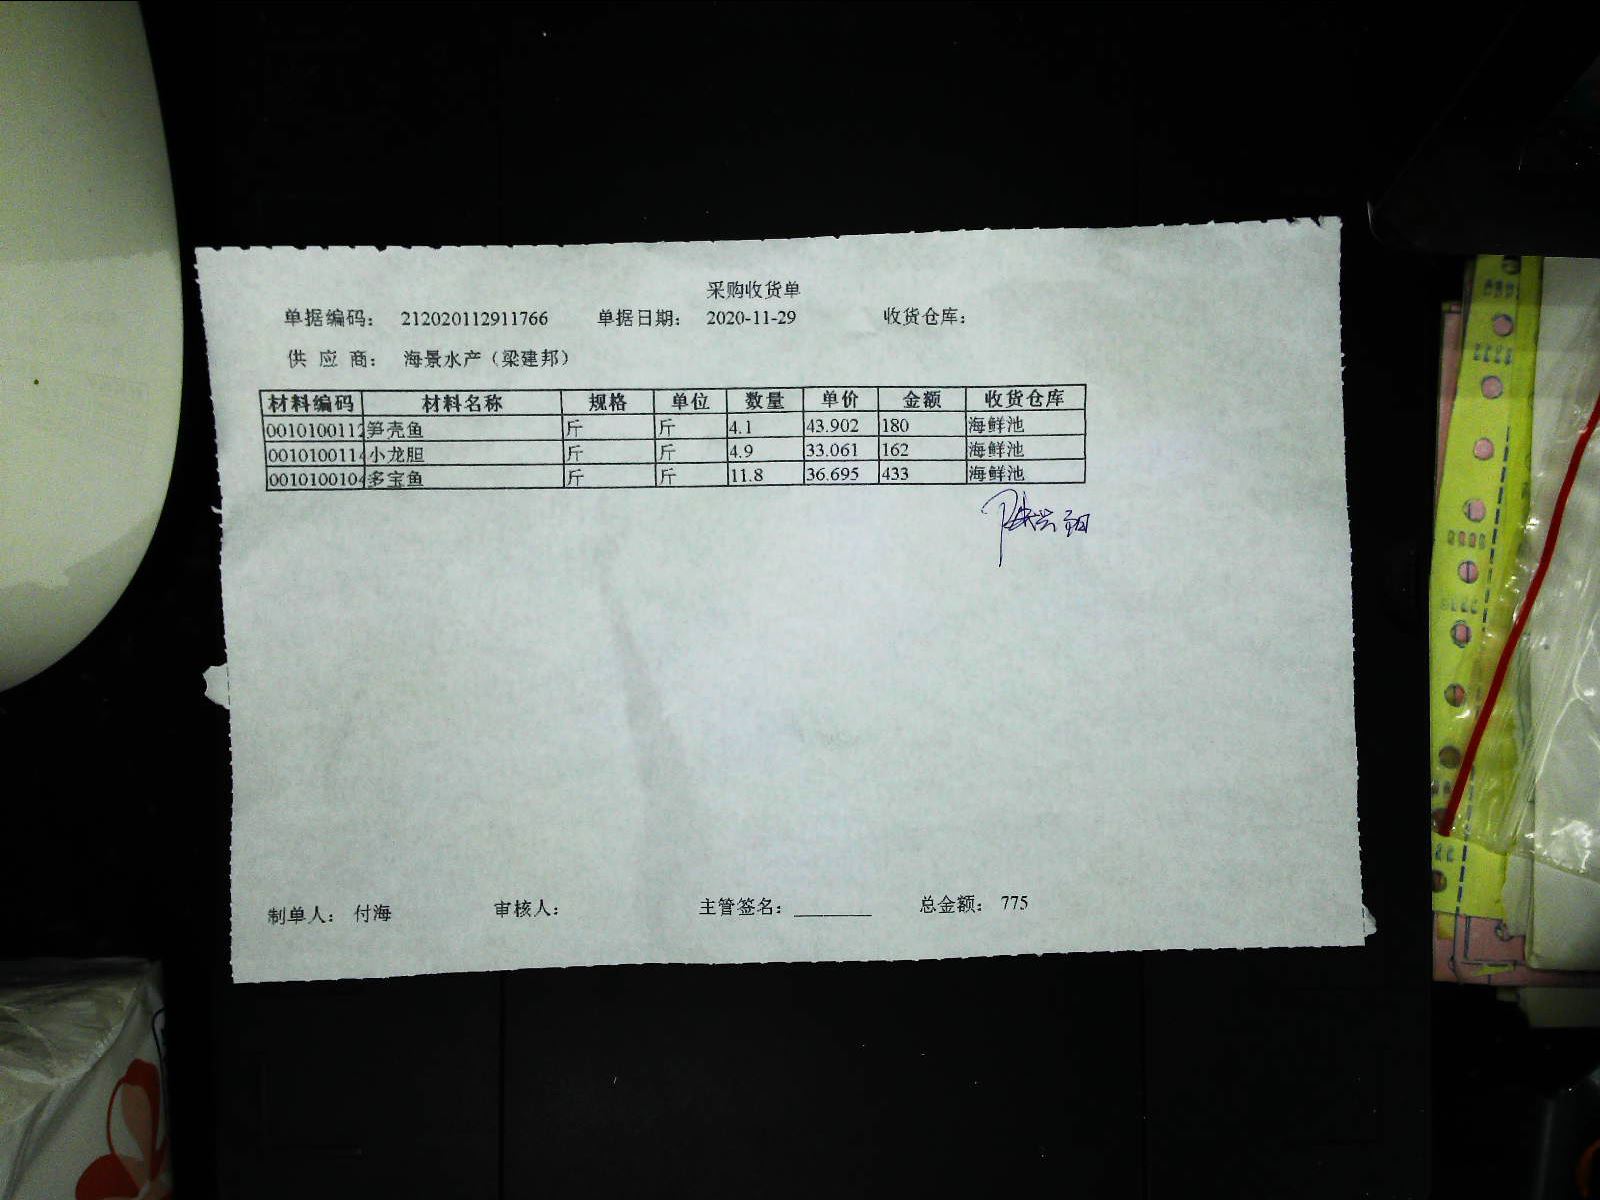 采购收货单
单据编码： 212020112911766 单据日期： 2020-11-29 收货仓库：
供 应 商： 海景水产（梁建邦）
材料编码 材料名称 规格 单位 数量 单价 金额 收货仓库
0010100112 笋壳鱼 斤 斤 4.1 43.902 180 海鲜池
0010100114 小龙胆 斤 斤 4.9 33.061 162 海鲜池
0010100104 多宝鱼 斤 斤 11.8 36.695 433 海鲜池
制单人： 付海 审核人： 主管签名：________ 总金额： 775